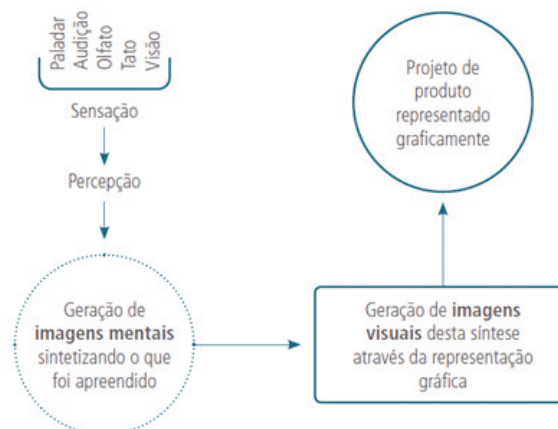 Paladar
Audição
Olfato
Tato
Visão
Sensação
Percepção
Geração de
imagens mentais
sintetizando o que
foi apreendido
Geração de imagens
visuais desta síntese
através da representação
gráfica
Projeto de
produto
representado
graficamente